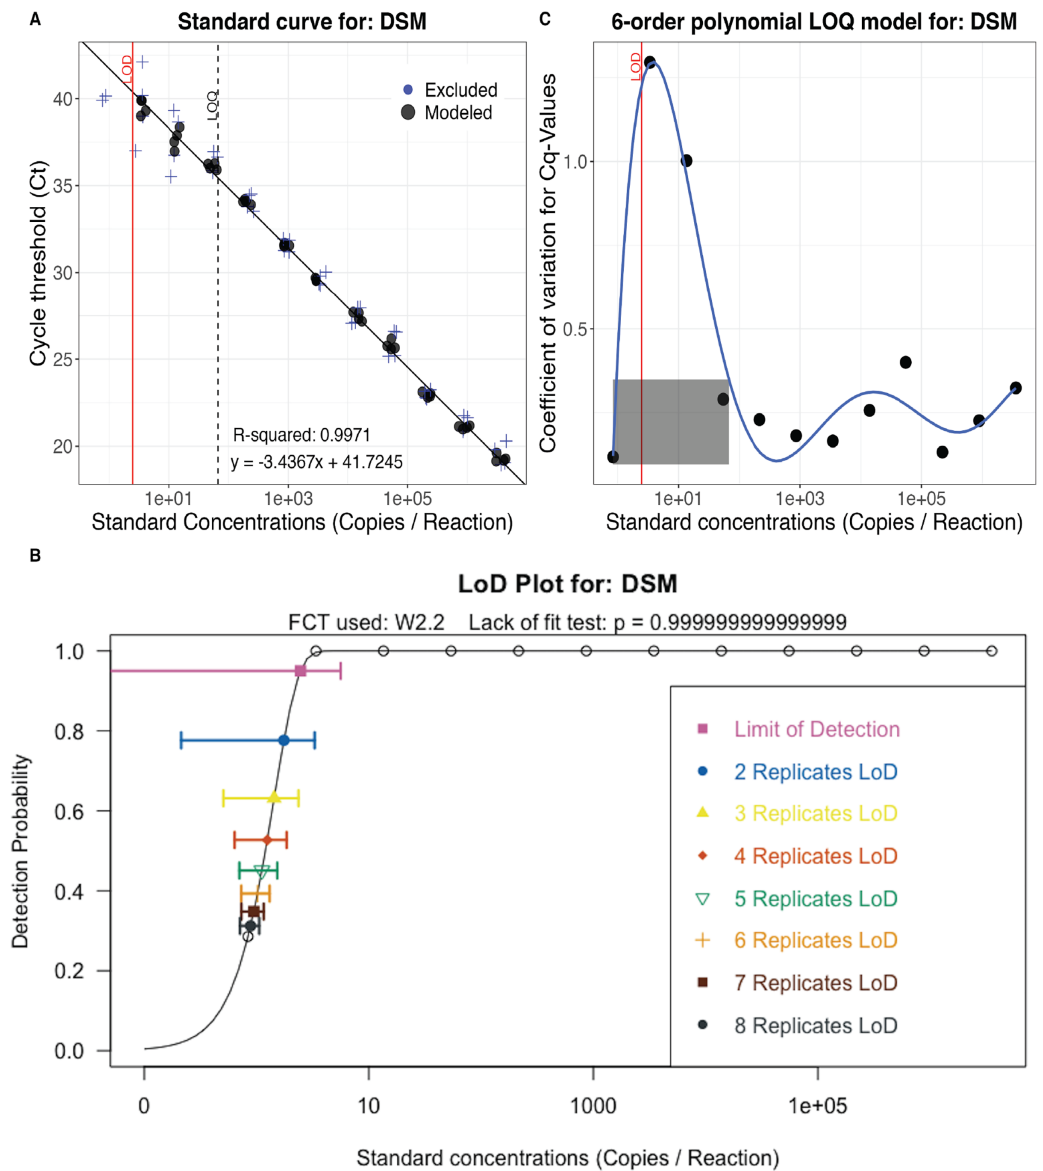 A
Standard curve for: DSM
LOD
LOQ
Excluded
Modeled
40
35
30
25
20
R-squared: 0.9971
y = -3.4367x + 41.7245
1e+01
1e+03
1e+05
Cycle threshold (Ct)
Standard Concentrations (Copies / Reaction)
C
6-order polynomial LOQ model for: DSM
LOD
1.0
0.5
1e+01
1e+03
1e+05
Coefficient of variation for Cq-Values
Standard concentrations (Copies / Reaction)
B
LoD Plot for: DSM
FCT used: W2.2 Lack of fit test: p = 0.999999999999999
1.0
0.8
0.6
0.4
0.2
0.0
Detection Probability
Limit of Detection
2 Replicates LoD
3 Replicates LoD
4 Replicates LoD
5 Replicates LoD
6 Replicates LoD
7 Replicates LoD
8 Replicates LoD
0
10
1000
1e+05
Standard concentrations (Copies / Reaction)